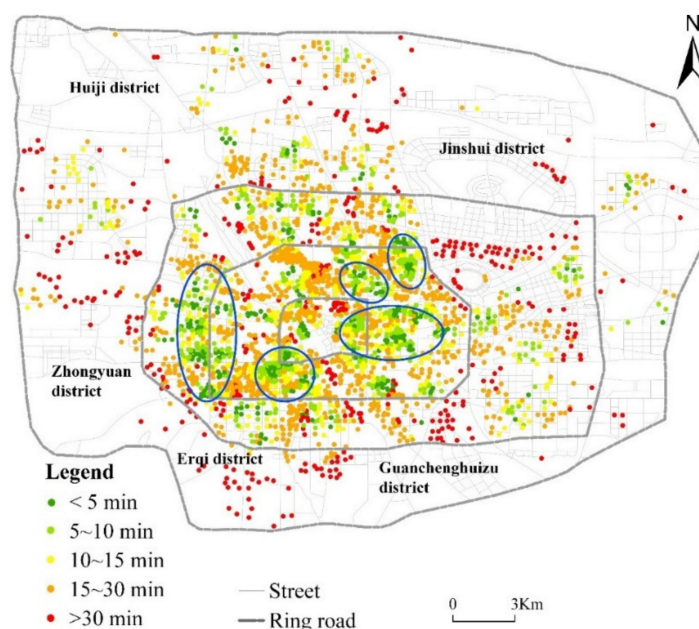 N
Huiji district
Jinshui district
Zhongyuan
district
Erqi district
Guanchenghuizu
district
Legend
< 5 min
5~10 min
10~15 min
15~30 min
>30 min
Street
Ring road
0 3Km